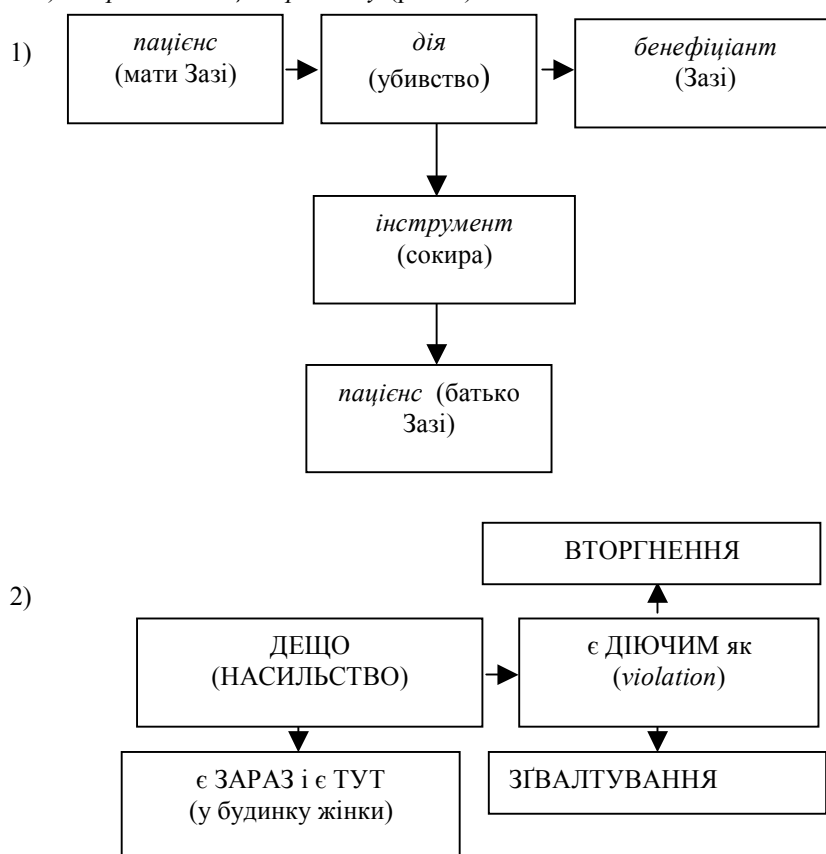 1)
пацієнс
(мати Зазі)
дія
(убивство)
бенефіціант
(Зазі)
інструмент
(сокира)
пацієнс (батько
Зазі)
2)
ВТОРГНЕННЯ
ДЕЩО
(НАСИЛЬСТВО)
є ДІЮЧИМ як
(violation)
є ЗАРАЗ і є ТУТ
(у будинку жінки)
ЗҐВАЛТУВАННЯ